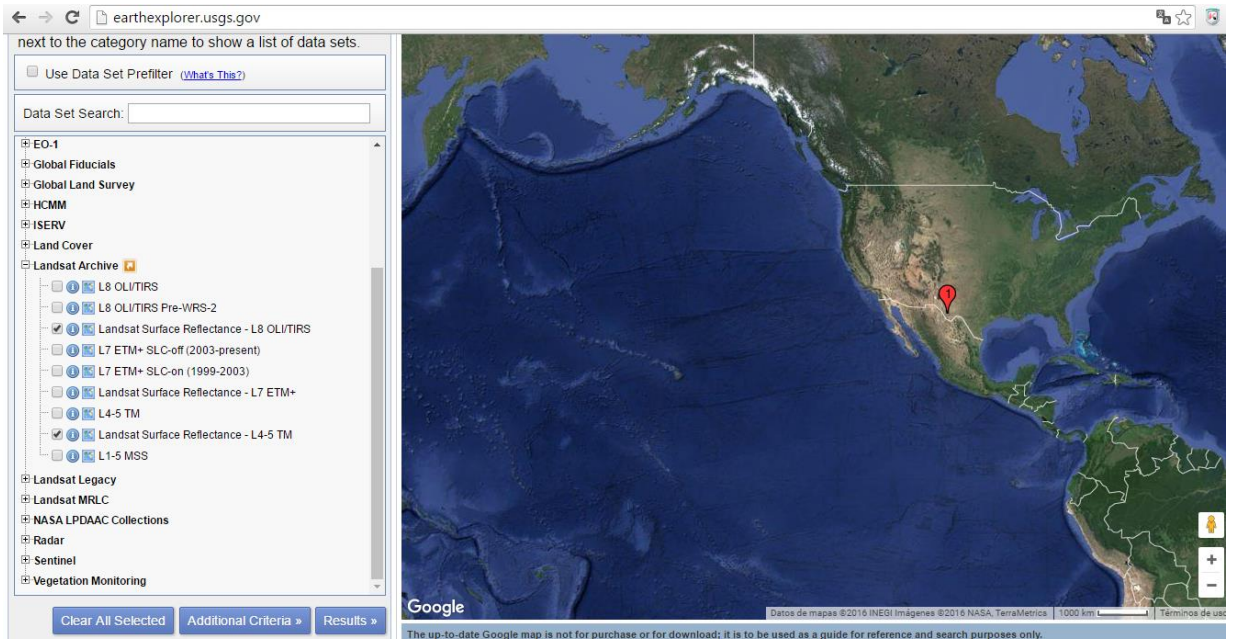 earthexplorer.usgs.gov
next to the category name to show a list of data sets.
Use Data Set Prefilter (What's This?)
Data Set Search:
EO-1
Global Fiducials
Global Land Survey
HCMM
ISERV
Land Cover
Landsat Archive
L8 OLI/TIRS
L8 OLI/TIRS Pre-WRS-2
Landsat Surface Reflectance - L8 OLI/TIRS
L7 ETM+ SLC-off (2003-present)
L7 ETM+ SLC-on (1999-2003)
Landsat Surface Reflectance - L7 ETM+
L4-5 TM
Landsat Surface Reflectance - L4-5 TM
L1-5 MSS
Landsat Legacy
Landsat MRLC
NASA LPDAAC Collections
Radar
Sentinel
Vegetation Monitoring
Clear All Selected Additional Criteria » Results »
1
Google
Datos de mapas ©2016 INEGI Imágenes ©2016 NASA, TerraMetrics 1000 km Términos de uso
The up-to-date Google map is not for purchase or for download; it is to be used as a guide for reference and search purposes only.